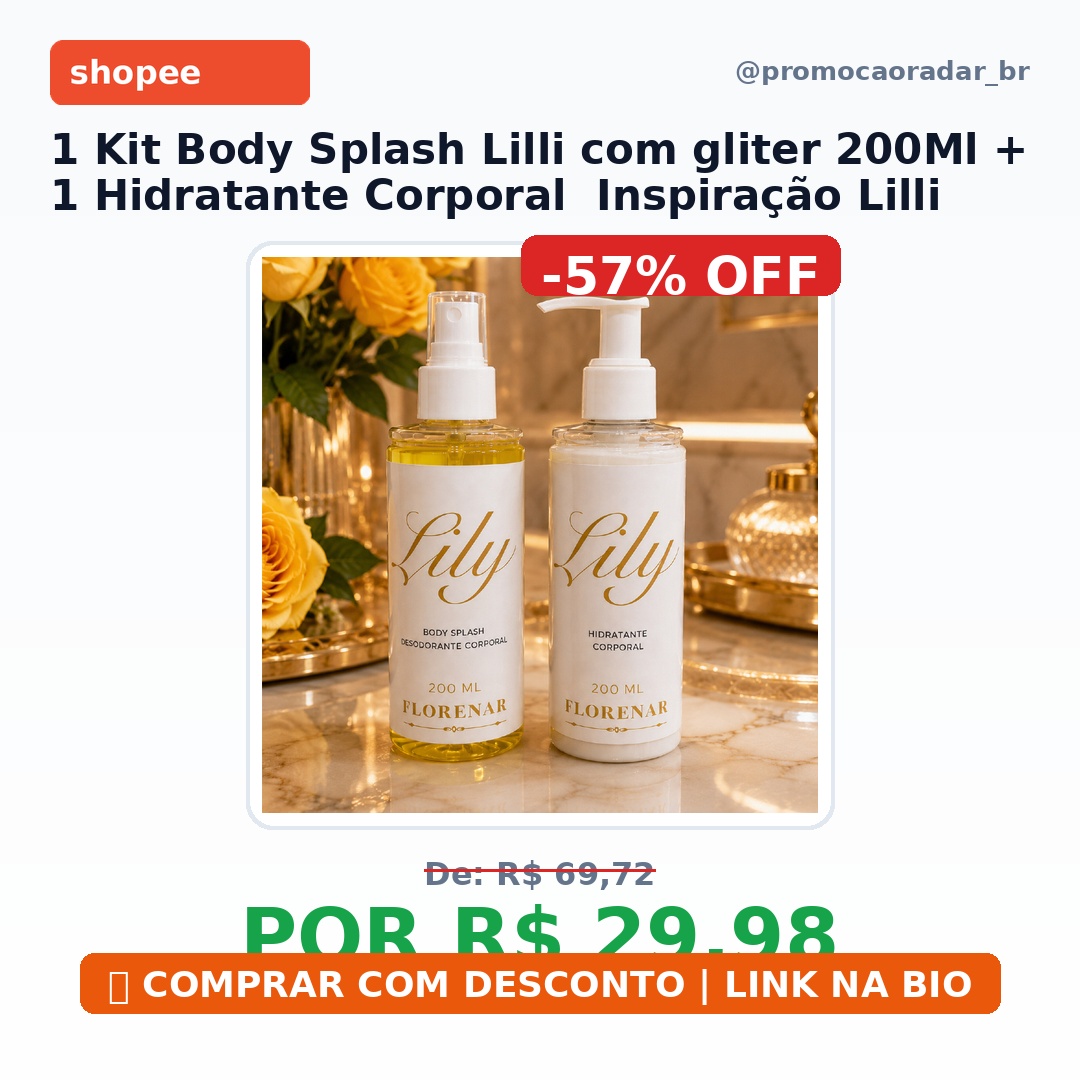 shopee
@promocaoradar_br
1 Kit Body Splash Lilli com gliter 200Ml +
1 Hidratante Corporal  Inspiração Lilli
-57% OFF
Lily
BODY SPLASH
DESODORANTE CORPORAL
200 ML
FLORENAR
Lily
HIDRATANTE
CORPORAL
200 ML
FLORENAR
De: R$ 69,72
POR R$ 29,98
COMPRAR COM DESCONTO | LINK NA BIO